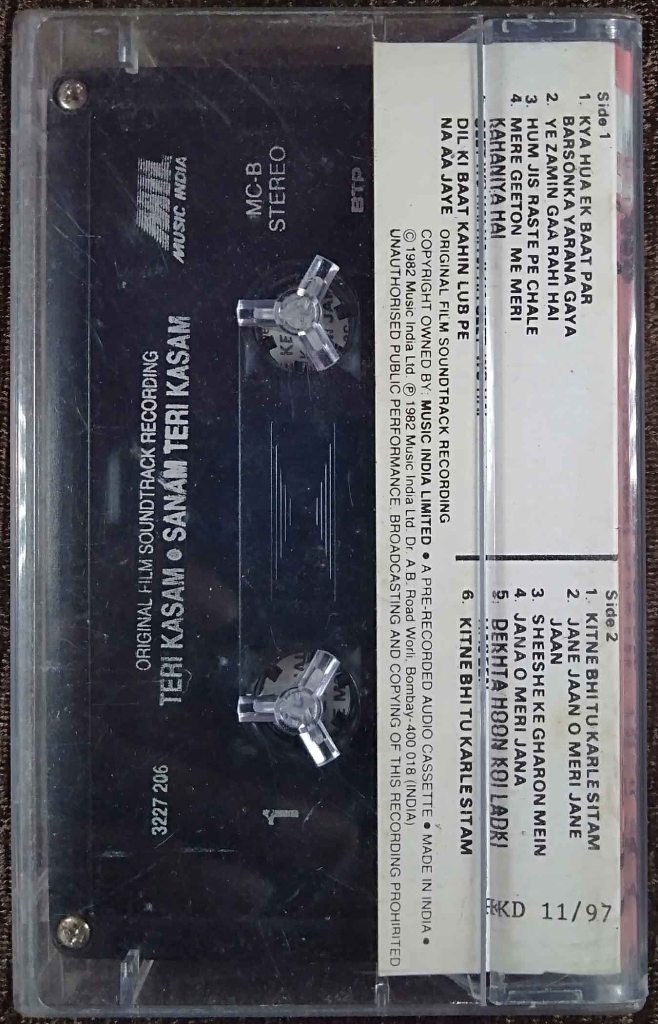 Side 1
1. KYA HUA EK BAAT PAR
BARSONKA YARANA GAYA
2. YE ZAMIN GAA RAHI HAI
3. HUM JIS RASTE PE CHALE
4. MERE GEETON ME MERI
KAHANIYA HAI
DIL KI BAAT KAHIN LUB PE
NA AA JAYE
Side 2
1. KITNE BHI TU KARLE SITAM
2. JANE JAAN O MERI JANE
JAAN
3. SHEESHE KE GHARON MEIN
4. JANA O MERI JANA
5. DEKHTA HOON KOI LADKI
6. KITNE BHI TU KARLE SITAM
KD 11/97
ORIGINAL FILM SOUNDTRACK RECORDING
COPYRIGHT OWNED BY: MUSIC INDIA LIMITED • A PRE-RECORDED AUDIO CASSETTE • MADE IN INDIA •
© 1982 Music India Ltd. ℗ 1982 Music India Ltd. Dr. A.B. Road Worli, Bombay-400 018 (INDIA)
UNAUTHORISED PUBLIC PERFORMANCE, BROADCASTING AND COPYING OF THIS RECORDING PROHIBITED
BTP
STEREO
MC-8
MIL
MUSIC INDIA
TERI KASAM • SANAM TERI KASAM
ORIGINAL FILM SOUNDTRACK RECORDING
3227 206
1